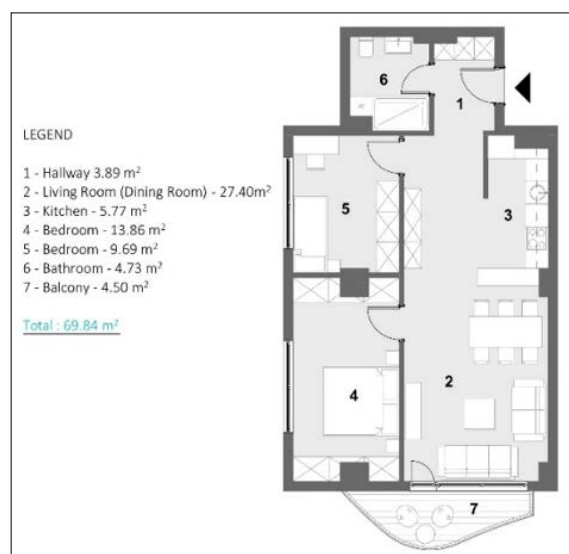 LEGEND
1 - Hallway 3.89 m²
2 - Living Room (Dining Room) - 27.40m²
3 - Kitchen - 5.77 m²
4 - Bedroom - 13.86 m²
5 - Bedroom - 9.69 m²
6 - Bathroom - 4.73 m²
7 - Balcony - 4.50 m²
Total : 69.84 m²
6
1
5
3
4
2
7